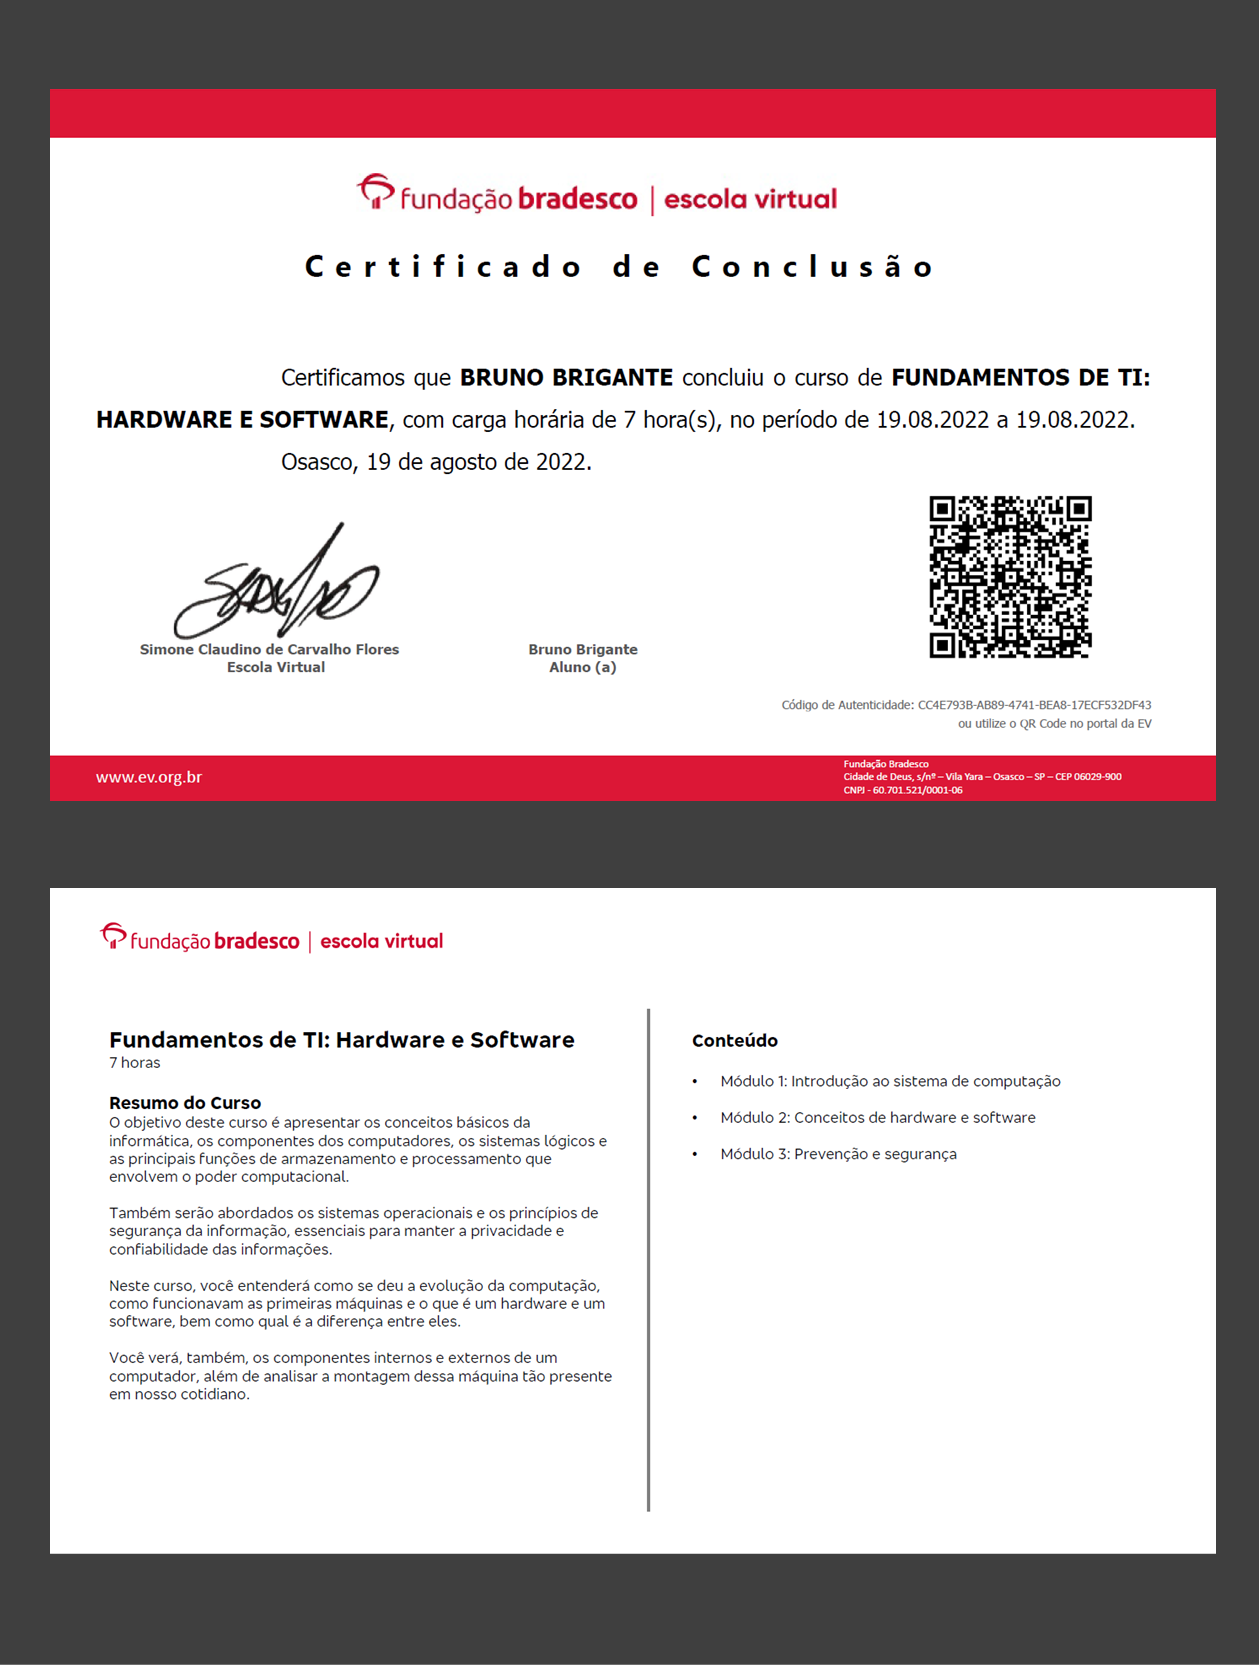 fundação bradesco | escola virtual
Certificado de Conclusão
Certificamos que BRUNO BRIGANTE concluiu o curso de FUNDAMENTOS DE TI:
HARDWARE E SOFTWARE, com carga horária de 7 hora(s), no período de 19.08.2022 a 19.08.2022.
Osasco, 19 de agosto de 2022.
Simone Claudino de Carvalho Flores
Escola Virtual
Bruno Brigante
Aluno (a)
Código de Autenticidade: CC4E793B-AB89-4741-BEA8-17ECF532DF43
ou utilize o QR Code no portal da EV
www.ev.org.br
Fundação Bradesco
Cidade de Deus, s/nº – Vila Yara – Osasco – SP – CEP 06029-900
CNPJ - 60.701.521/0001-06
fundação bradesco | escola virtual
Fundamentos de TI: Hardware e Software
7 horas
Resumo do Curso
O objetivo deste curso é apresentar os conceitos básicos da
informática, os componentes dos computadores, os sistemas lógicos e
as principais funções de armazenamento e processamento que
envolvem o poder computacional.
Também serão abordados os sistemas operacionais e os princípios de
segurança da informação, essenciais para manter a privacidade e
confiabilidade das informações.
Neste curso, você entenderá como se deu a evolução da computação,
como funcionavam as primeiras máquinas e o que é um hardware e um
software, bem como qual é a diferença entre eles.
Você verá, também, os componentes internos e externos de um
computador, além de analisar a montagem dessa máquina tão presente
em nosso cotidiano.
Conteúdo
• Módulo 1: Introdução ao sistema de computação
• Módulo 2: Conceitos de hardware e software
• Módulo 3: Prevenção e segurança